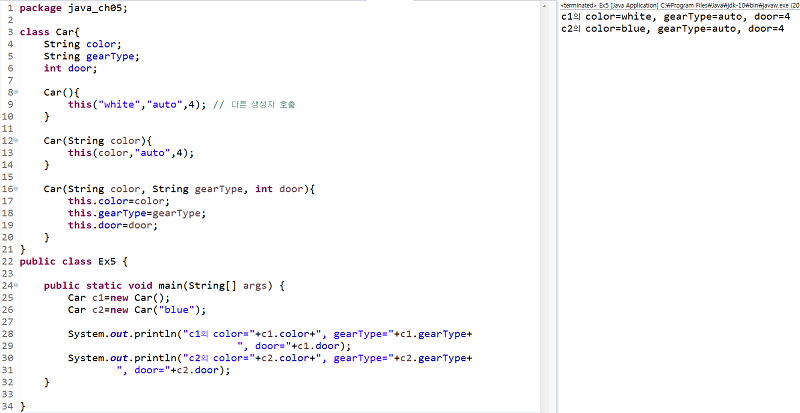 1 package java_ch05;
2
3 class Car{
4     String color;
5     String gearType;
6     int door;
7
8     Car(){
9         this("white","auto",4); // 다른 생성자 호출
10     }
11
12     Car(String color){
13         this(color,"auto",4);
14     }
15
16     Car(String color, String gearType, int door){
17         this.color=color;
18         this.gearType=gearType;
19         this.door=door;
20     }
21 }
22 public class Ex5 {
23
24     public static void main(String[] args) {
25         Car c1=new Car();
26         Car c2=new Car("blue");
27
28         System.out.println("c1의 color="+c1.color+", gearType="+c1.gearType+
29                 ", door="+c1.door);
30         System.out.println("c2의 color="+c2.color+", gearType="+c2.gearType+
31                 ", door="+c2.door);
32     }
33
34 }
<terminated> Ex5 [Java Application] C:₩Program Files₩Java₩jdk-10₩bin₩javaw.exe (20
c1의 color=white, gearType=auto, door=4
c2의 color=blue, gearType=auto, door=4